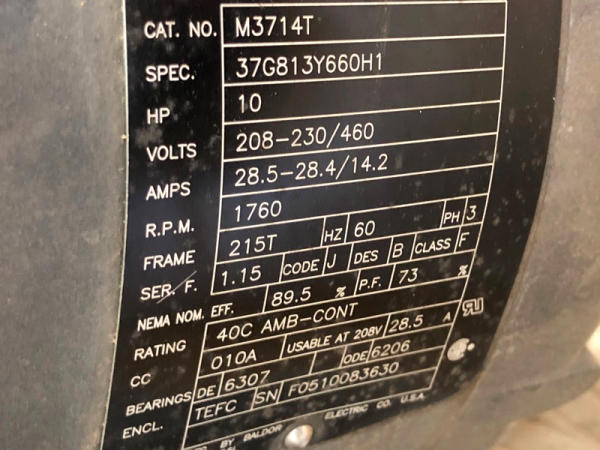 CAT. NO. M3714T
SPEC. 37G813Y660H1
HP 10
VOLTS 208-230/460
AMPS 28.5-28.4/14.2
R.P.M. 1760
FRAME 215T HZ 60 PH 3
SER. F. 1.15 CODE J DES B CLASS F
NEMA NOM. EFF. 89.5 % P.F. 73 %
RATING 40C AMB-CONT
CC 010A USABLE AT 208V 28.5 A
BEARINGS DE 6307 ODE 6206
ENCL. TEFC SN F0510083630
BY BALDOR ELECTRIC CO. U.S.A.